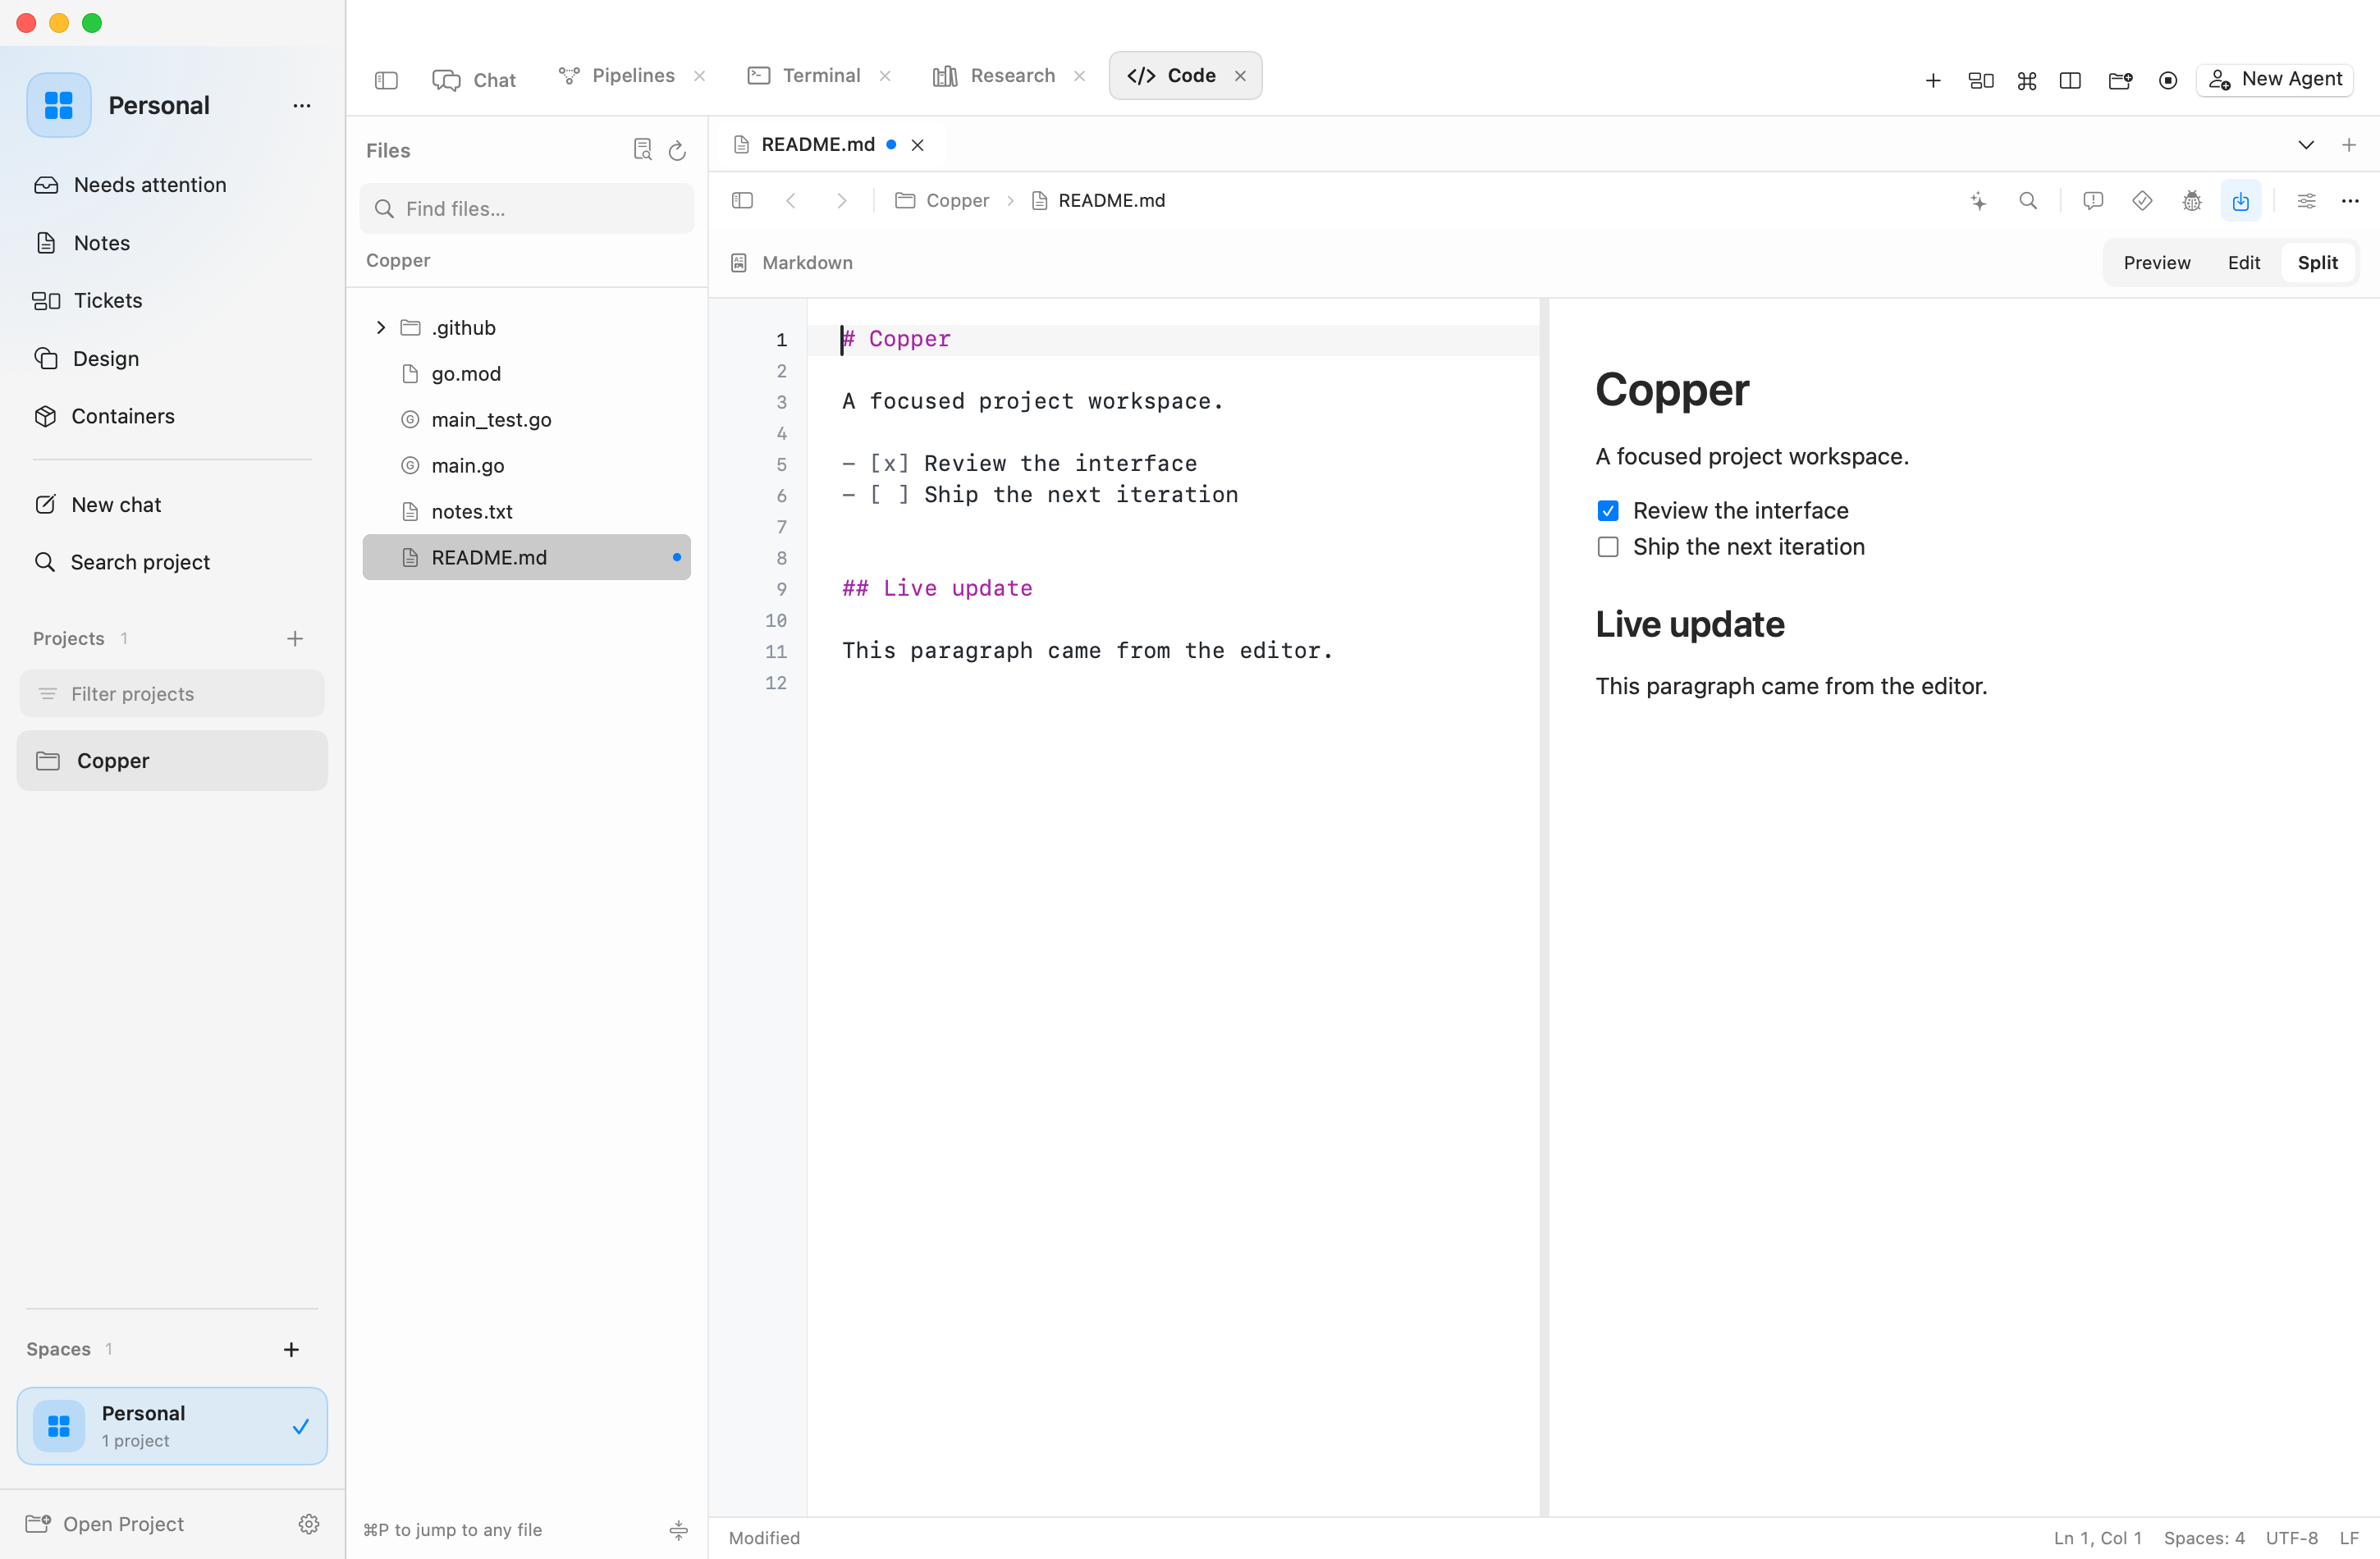 Personal
Needs attention
Notes
Tickets
Design
Containers
New chat
Search project
Projects 1
Filter projects
Copper
Spaces 1
Personal
1 project
Open Project
Chat
Pipelines
Terminal
Research
</> Code
New Agent
Files
Find files...
Copper
.github
go.mod
main_test.go
main.go
notes.txt
README.md
⌘P to jump to any file
README.md
Copper › README.md
Markdown
Preview Edit Split
1 # Copper
2
3 A focused project workspace.
4
5 - [x] Review the interface
6 - [ ] Ship the next iteration
7
8
9 ## Live update
10
11 This paragraph came from the editor.
12
Copper
A focused project workspace.
Review the interface
Ship the next iteration
Live update
This paragraph came from the editor.
Modified
Ln 1, Col 1 Spaces: 4 UTF-8 LF